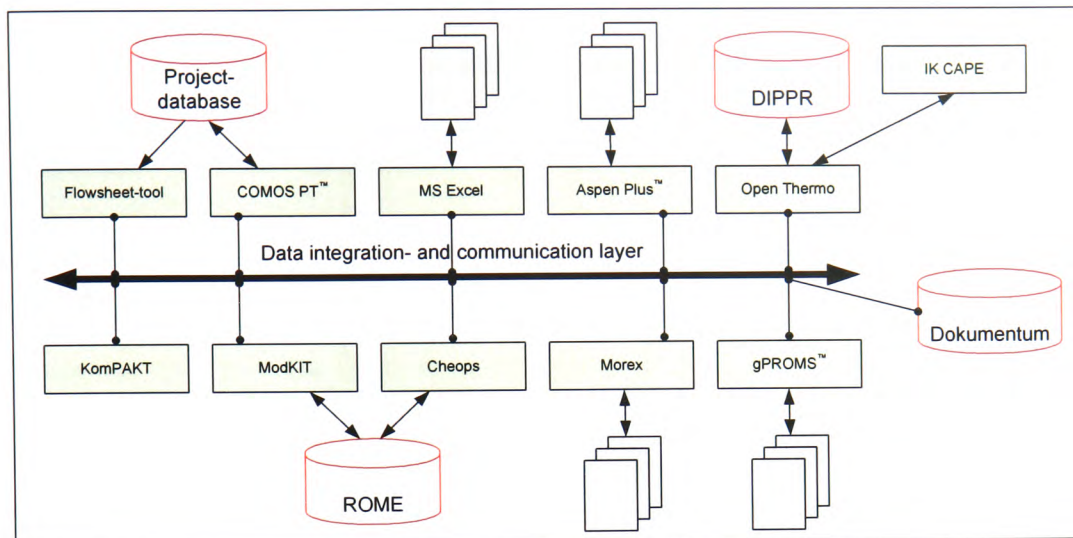 Project-
database
DIPPR
IK CAPE
Flowsheet-tool
COMOS PT™
MS Excel
Aspen Plus™
Open Thermo
Data integration- and communication layer
Dokumentum
KomPAKT
ModKIT
Cheops
Morex
gPROMS™
ROME